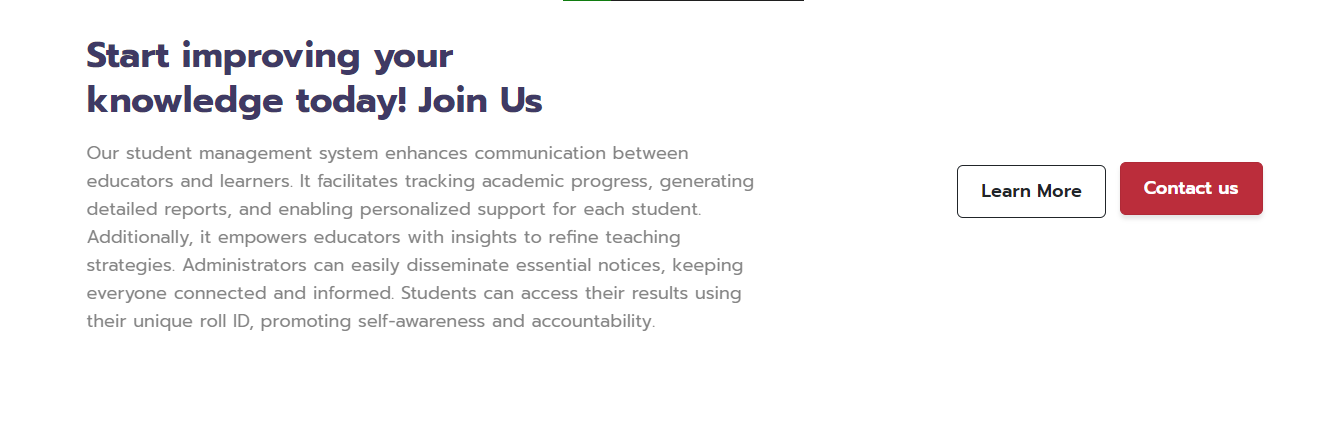 Start improving your
knowledge today! Join Us
Our student management system enhances communication between
educators and learners. It facilitates tracking academic progress, generating
detailed reports, and enabling personalized support for each student.
Additionally, it empowers educators with insights to refine teaching
strategies. Administrators can easily disseminate essential notices, keeping
everyone connected and informed. Students can access their results using
their unique roll ID, promoting self-awareness and accountability.
Learn More
Contact us